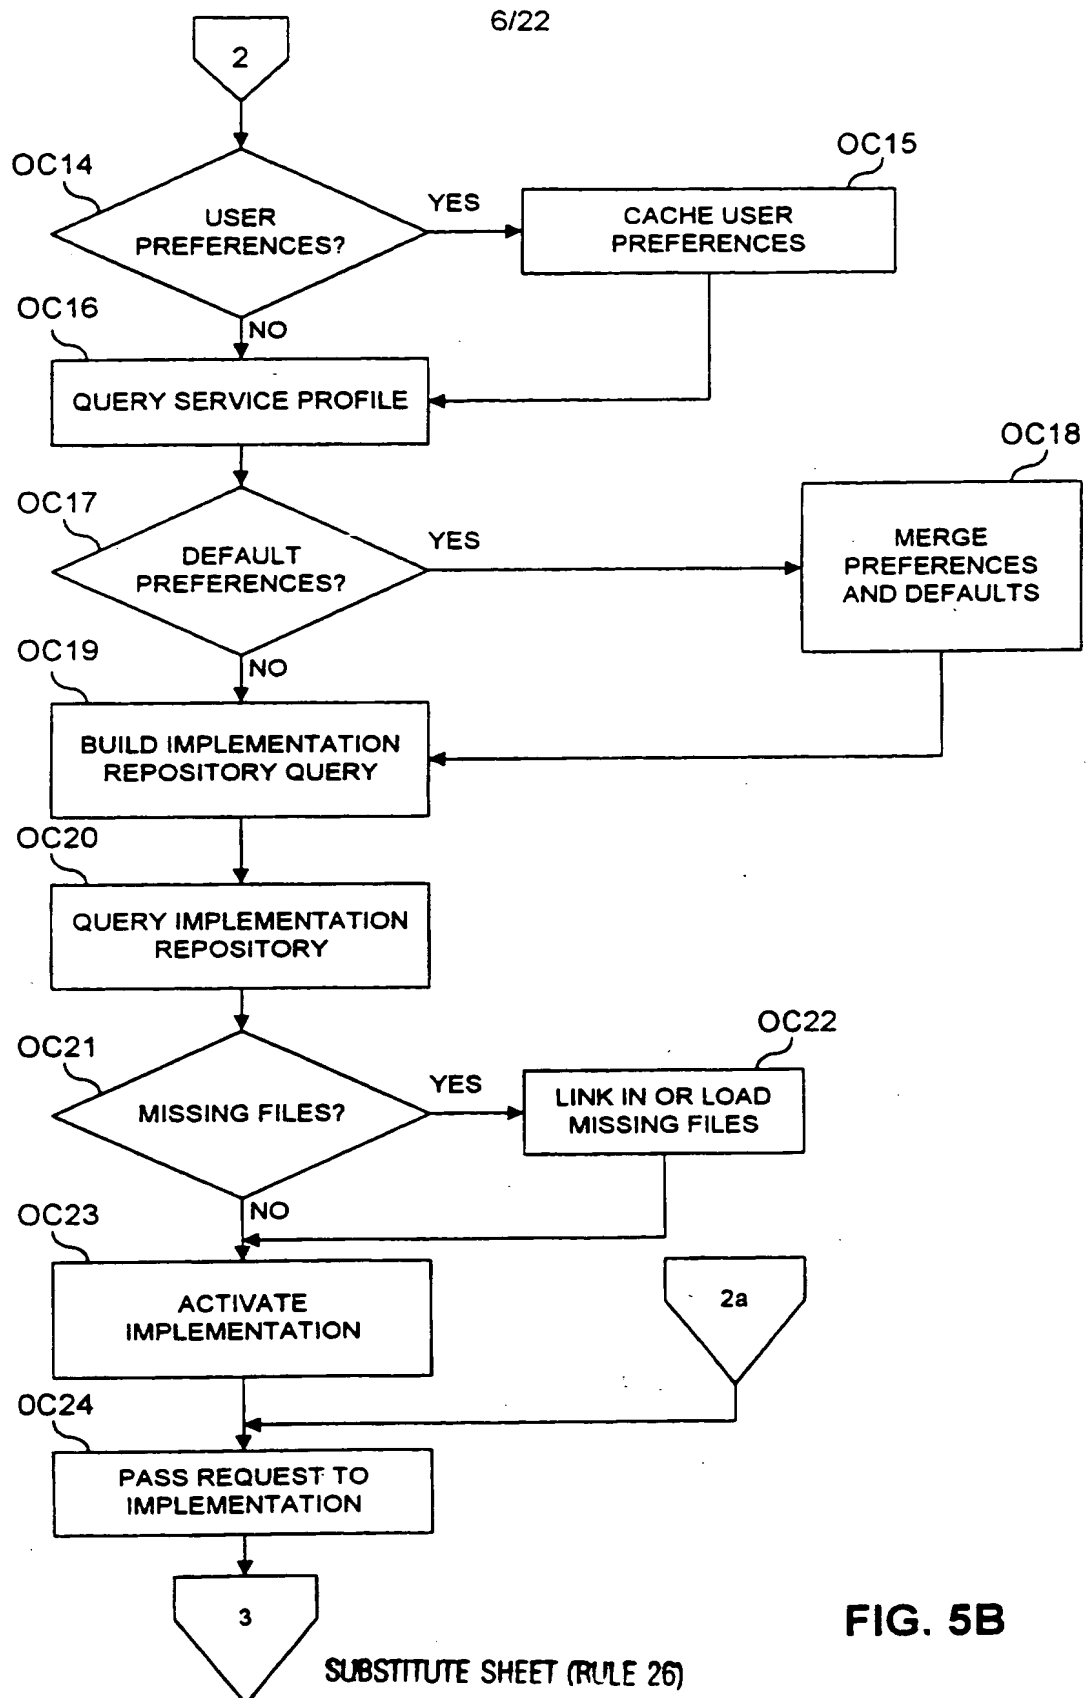 6/22
2
OC14
USER
PREFERENCES?
YES
OC15
CACHE USER
PREFERENCES
NO
OC16
QUERY SERVICE PROFILE
OC17
DEFAULT
PREFERENCES?
YES
OC18
MERGE
PREFERENCES
AND DEFAULTS
NO
OC19
BUILD IMPLEMENTATION
REPOSITORY QUERY
OC20
QUERY IMPLEMENTATION
REPOSITORY
OC21
MISSING FILES?
YES
OC22
LINK IN OR LOAD
MISSING FILES
NO
OC23
ACTIVATE
IMPLEMENTATION
2a
OC24
PASS REQUEST TO
IMPLEMENTATION
3
FIG. 5B
SUBSTITUTE SHEET (RULE 26)